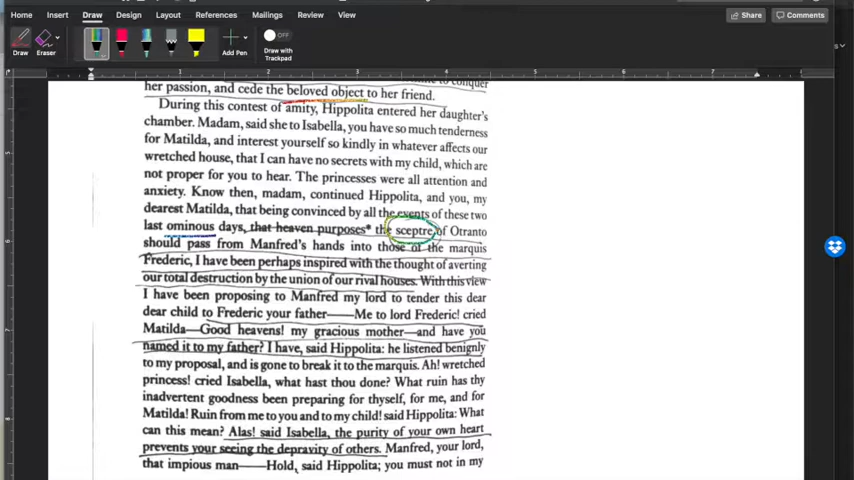 Home Insert Draw Design Layout References Mailings Review View Share Comments
Draw Eraser Add Pen OFF Draw with Trackpad
1 2 3 4 5 6 7
her passion, and cede the beloved object to her friend.
During this contest of amity, Hippolita entered her daughter's
chamber. Madam, said she to Isabella, you have so much tenderness
for Matilda, and interest yourself so kindly in whatever affects our
wretched house, that I can have no secrets with my child, which are
not proper for you to hear. The princesses were all attention and
anxiety. Know then, madam, continued Hippolita, and you, my
dearest Matilda, that being convinced by all the events of these two
last ominous days, that heaven purposes* the sceptre of Otranto
should pass from Manfred's hands into those of the marquis
Frederic, I have been perhaps inspired with the thought of averting
our total destruction by the union of our rival houses. With this view
I have been proposing to Manfred my lord to tender this dear
dear child to Frederic your father——Me to lord Frederic! cried
Matilda—Good heavens! my gracious mother—and have you
named it to my father? I have, said Hippolita: he listened benignly
to my proposal, and is gone to break it to the marquis. Ah! wretched
princess! cried Isabella, what hast thou done? What ruin has thy
inadvertent goodness been preparing for thyself, for me, and for
Matilda! Ruin from me to you and to my child! said Hippolita: What
can this mean? Alas! said Isabella, the purity of your own heart
prevents your seeing the depravity of others. Manfred, your lord,
that impious man——Hold, said Hippolita; you must not in my